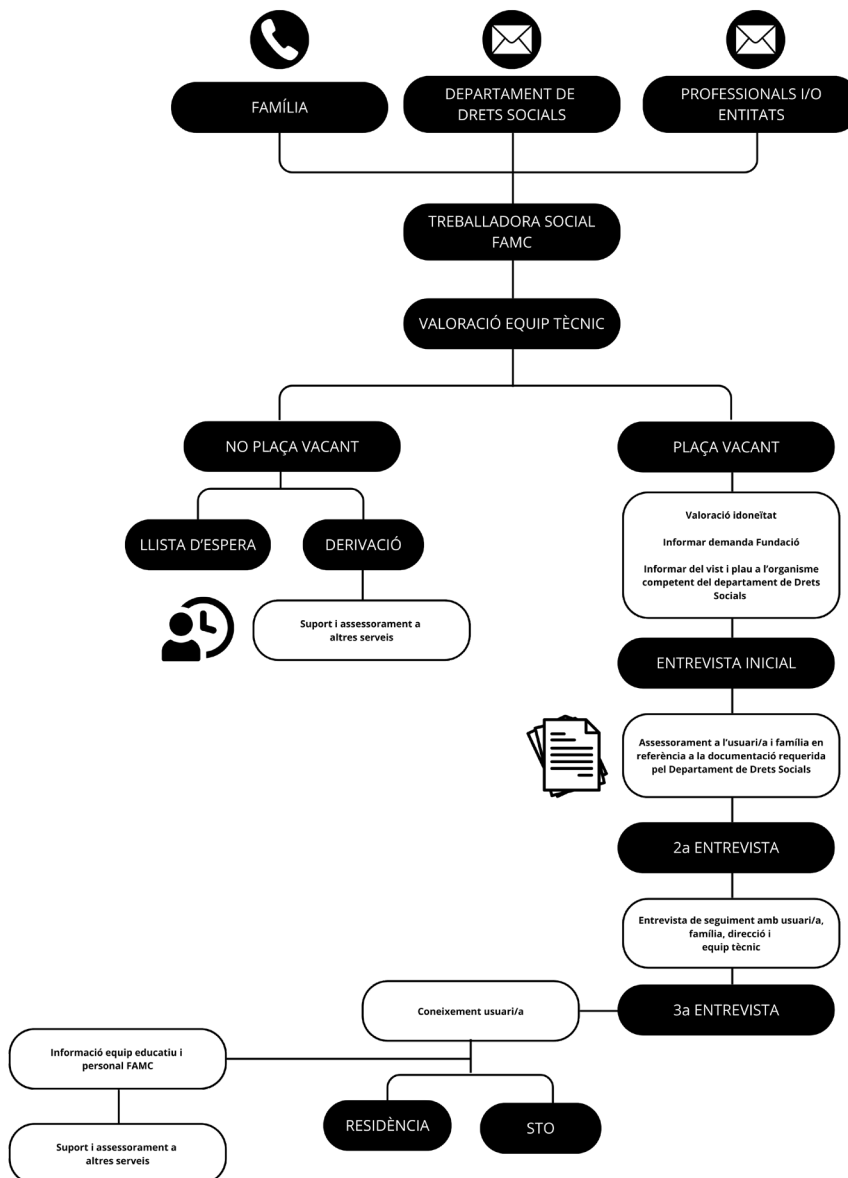 FAMÍLIA
DEPARTAMENT DE
DRETS SOCIALS
PROFESSIONALS I/O
ENTITATS
TREBALLADORA SOCIAL
FAMC
VALORACIÓ EQUIP TÈCNIC
NO PLAÇA VACANT
PLAÇA VACANT
LLISTA D'ESPERA
DERIVACIÓ
Suport i assessorament a
altres serveis
Valoració idoneïtat
Informar demanda Fundació
Informar del vist i plau a l'organisme
competent del departament de Drets
Socials
ENTREVISTA INICIAL
Assessorament a l'usuari/a i família en
referència a la documentació requerida
pel Departament de Drets Socials
2a ENTREVISTA
Entrevista de seguiment amb usuari/a,
família, direcció i
equip tècnic
3a ENTREVISTA
Coneixement usuari/a
Informació equip educatiu i
personal FAMC
Suport i assessorament a
altres serveis
RESIDÈNCIA
STO